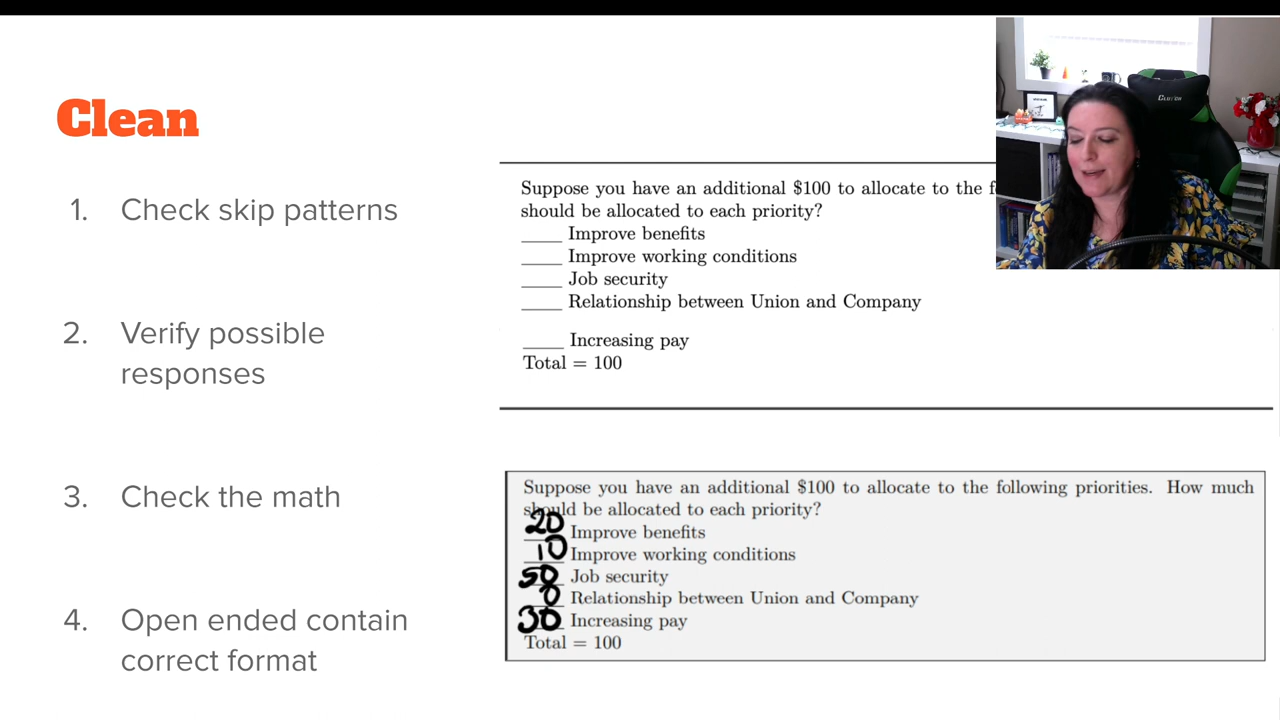 Clean
1. Check skip patterns
2. Verify possible
responses
3. Check the math
4. Open ended contain
correct format
Suppose you have an additional $100 to allocate to the
should be allocated to each priority?
____ Improve benefits
____ Improve working conditions
____ Job security
____ Relationship between Union and Company
____ Increasing pay
Total = 100
Suppose you have an additional $100 to allocate to the following priorities. How much
should be allocated to each priority?
20 Improve benefits
10 Improve working conditions
50 Job security
0 Relationship between Union and Company
30 Increasing pay
Total = 100